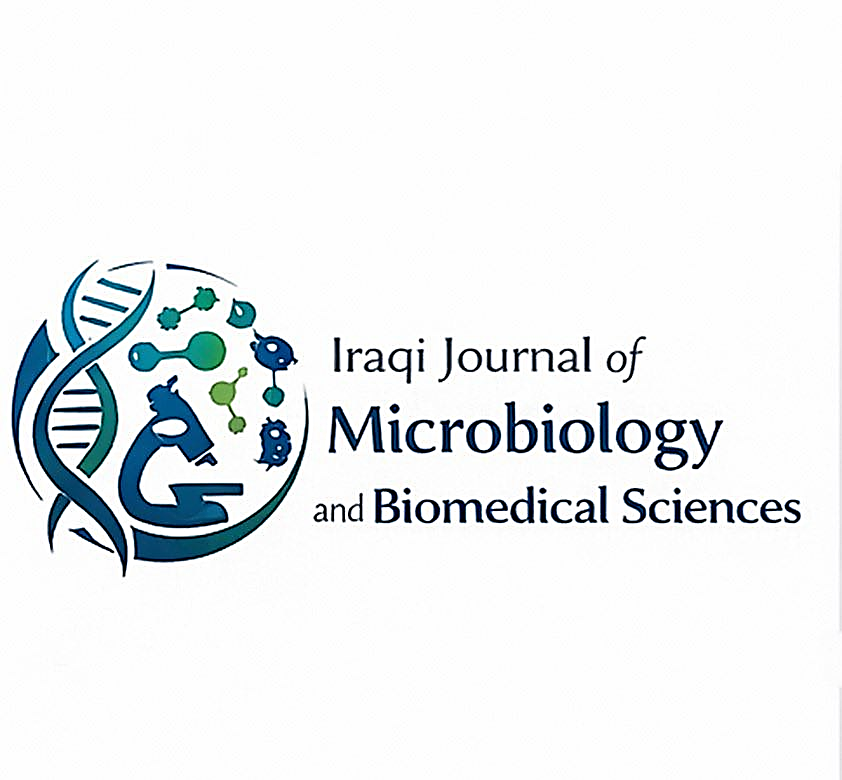 Iraqi Journal of
Microbiology
and Biomedical Sciences